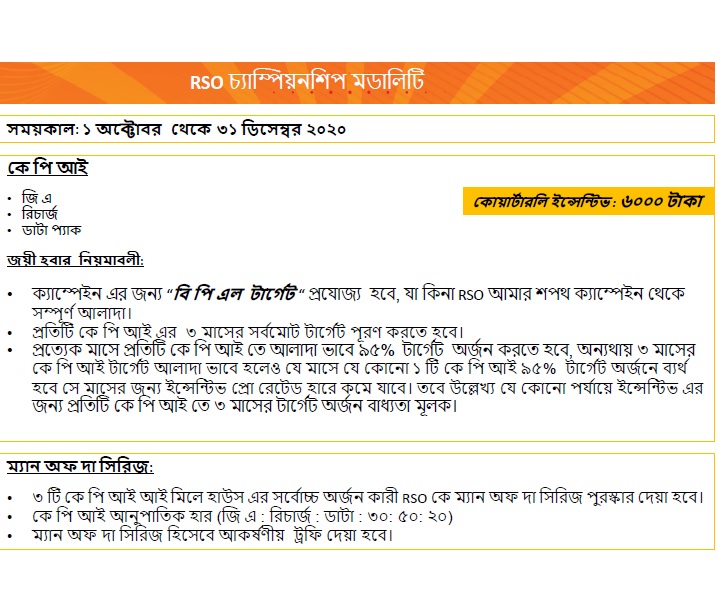 RSO চ্যাম্পিয়নশিপ মডালিটি
সময়কাল: ১ অক্টোবর থেকে ৩১ ডিসেম্বর ২০২০
কে পি আই
• জি এ
• রিচার্জ
• ডাটা প্যাক
কোয়ার্টারলি ইন্সেন্টিভ : ৬০০০ টাকা
জয়ী হবার নিয়মাবলী:
• ক্যাম্পেইন এর জন্য “বি পি এল টার্গেট “ প্রযোজ্য হবে, যা কিনা RSO আমার শপথ ক্যাম্পেইন থেকে
সম্পূর্ণ আলাদা।
• প্রতিটি কে পি আই এর ৩ মাসের সর্বমোট টার্গেট পূরণ করতে হবে।
• প্রত্যেক মাসে প্রতিটি কে পি আই তে আলাদা ভাবে ৯৫% টার্গেট অর্জন করতে হবে, অন্যথায় ৩ মাসের
কে পি আই টার্গেট আলাদা ভাবে হলেও যে মাসে যে কোনো ১ টি কে পি আই ৯৫% টার্গেট অর্জনে ব্যর্থ
হবে সে মাসের জন্য ইন্সেন্টিভ প্রো রেটেড হারে কমে যাবে। তবে উল্লেখ্য যে কোনো পর্যায়ে ইন্সেন্টিভ এর
জন্য প্রতিটি কে পি আই তে ৩ মাসের টার্গেট অর্জন বাধ্যতা মূলক।
ম্যান অফ দা সিরিজ:
• ৩ টি কে পি আই আই মিলে হাউস এর সর্বোচ্চ অর্জন কারী RSO কে ম্যান অফ দা সিরিজ পুরস্কার দেয়া হবে।
• কে পি আই আনুপাতিক হার (জি এ : রিচার্জ : ডাটা : ৩০: ৫০: ২০)
• ম্যান অফ দা সিরিজ হিসেবে আকর্ষণীয় ট্রফি দেয়া হবে।